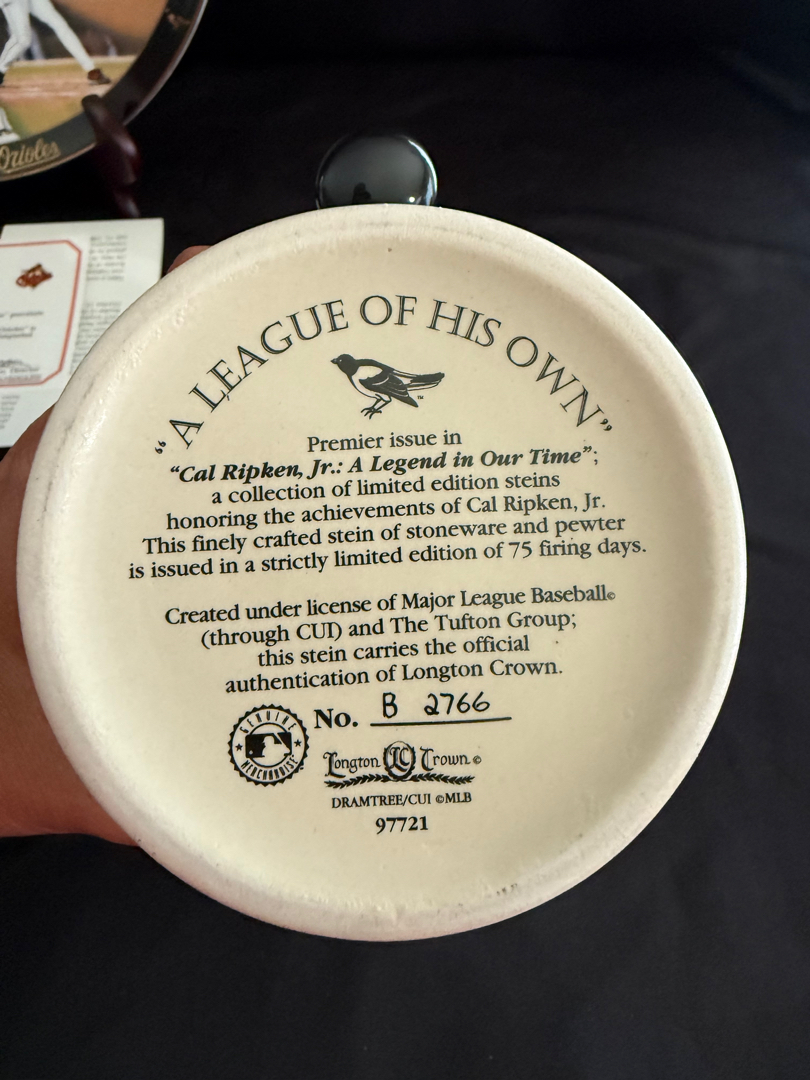 Orioles
"A LEAGUE OF HIS OWN"
TM
Premier issue in
"Cal Ripken, Jr.: A Legend in Our Time";
a collection of limited edition steins
honoring the achievements of Cal Ripken, Jr.
This finely crafted stein of stoneware and pewter
is issued in a strictly limited edition of 75 firing days.
Created under license of Major League Baseball©
(through CUI) and The Tufton Group;
this stein carries the official
authentication of Longton Crown.
No. B 2766
GENUINE
MERCHANDISE
Longton LC Crown ©
DRAMTREE/CUI ©MLB
97721